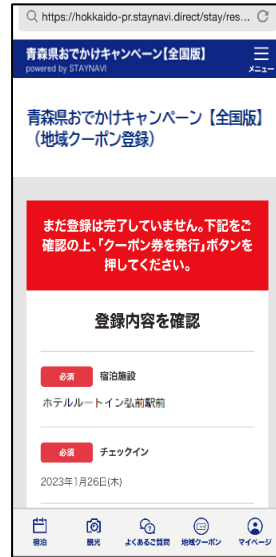 https://hokkaido-pr.staynavi.direct/stay/res...
青森県おでかけキャンペーン【全国版】
powered by STAYNAVI
メニュー
青森県おでかけキャンペーン【全国版】
（地域クーポン登録）
まだ登録は完了していません。下記をご
確認の上、「クーポン券を発行」ボタンを
押してください。
登録内容を確認
必須 宿泊施設
ホテルルートイン弘前駅前
必須 チェックイン
2023年1月26日(木)
宿泊 観光 よくあるご質問 地域クーポン マイページ